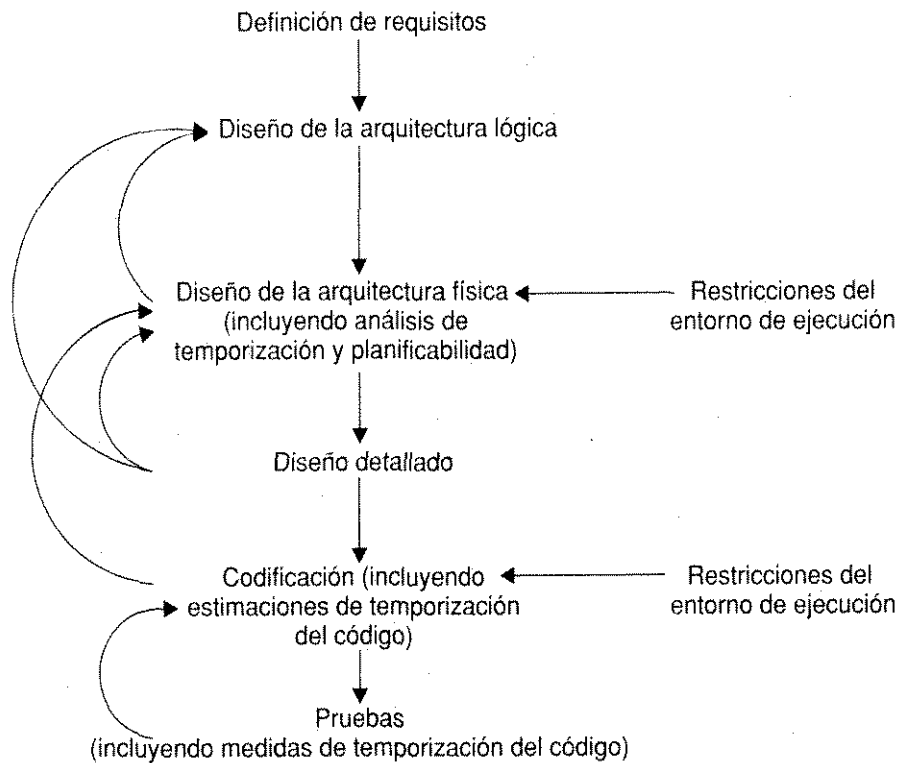 Definición de requisitos
Diseño de la arquitectura lógica
Diseño de la arquitectura física
(incluyendo análisis de
temporización y planificabilidad)
Restricciones del
entorno de ejecución
Diseño detallado
Codificación (incluyendo
estimaciones de temporización
del código)
Restricciones del
entorno de ejecución
Pruebas
(incluyendo medidas de temporización del código)